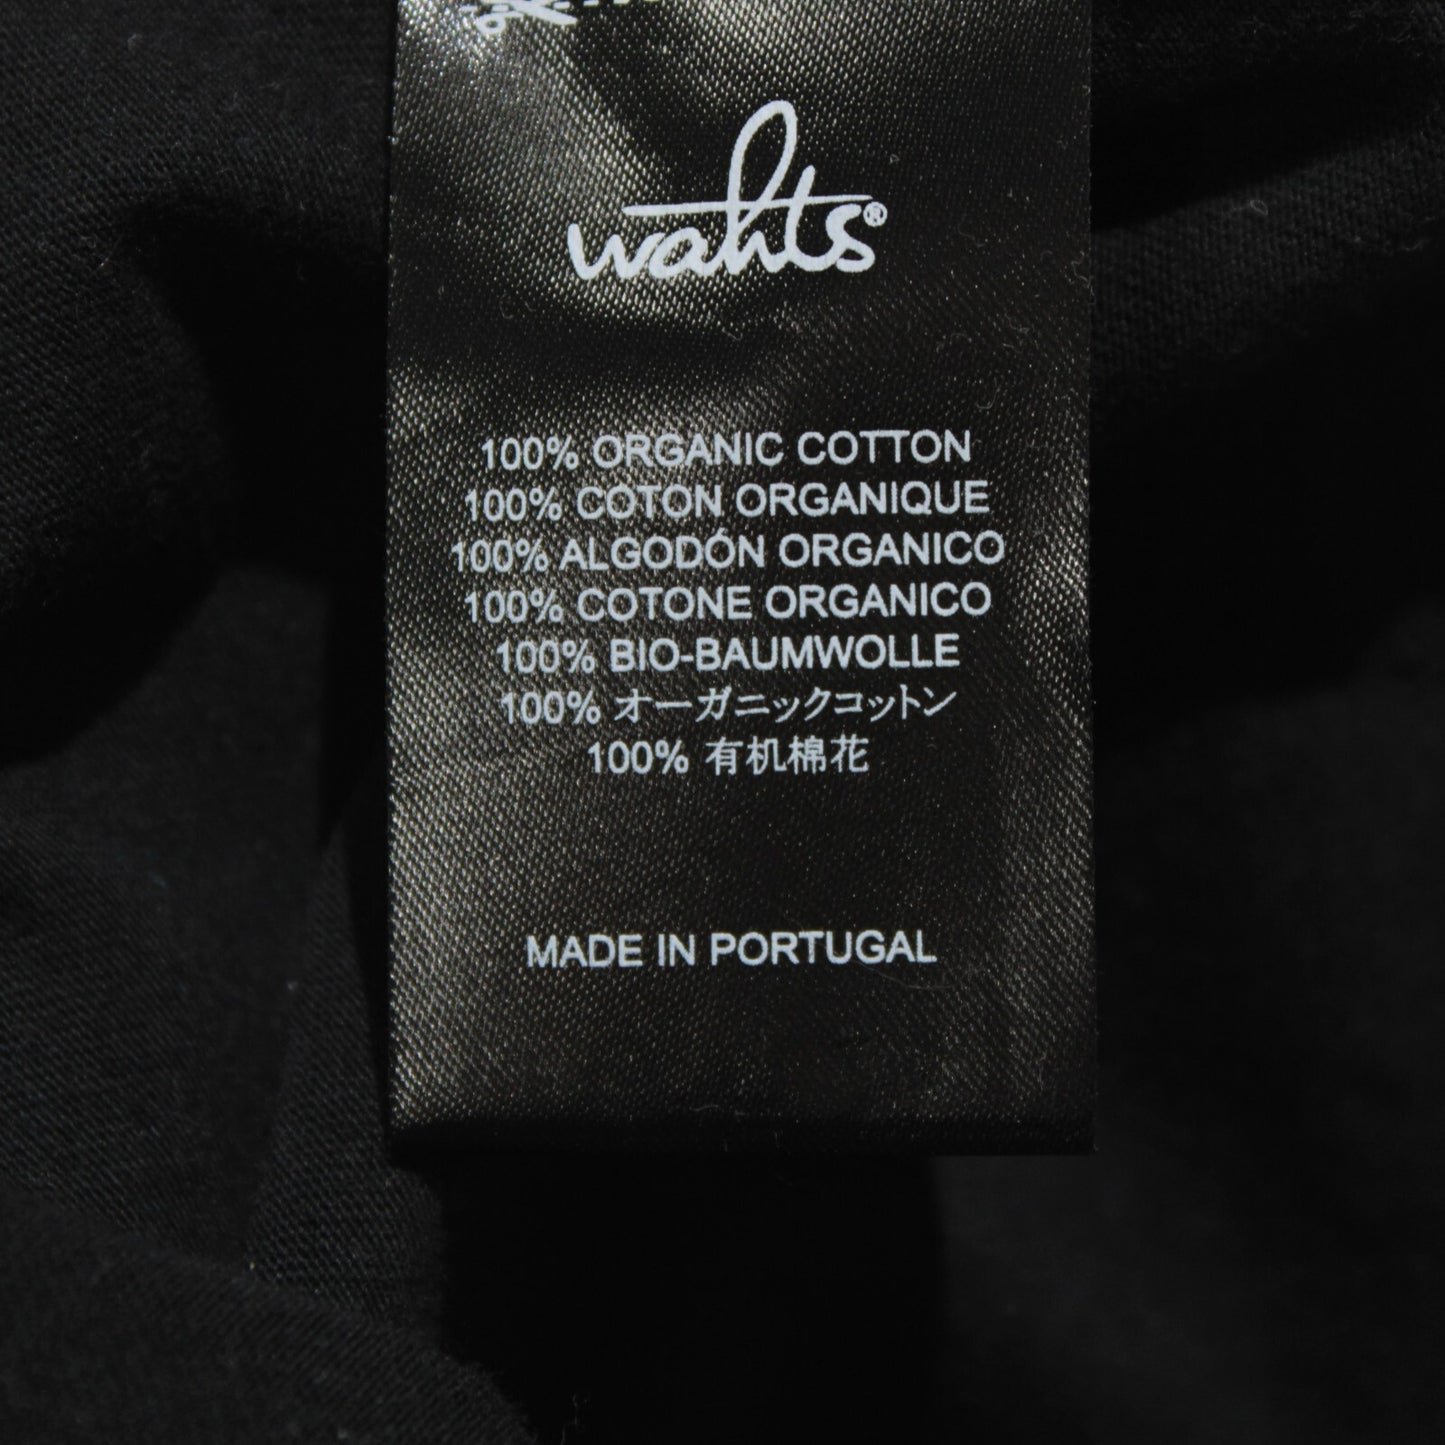 wahts®
100% ORGANIC COTTON
100% COTON ORGANIQUE
100% ALGODÓN ORGANICO
100% COTONE ORGANICO
100% BIO-BAUMWOLLE
100% オーガニックコットン
100% 有机棉花
MADE IN PORTUGAL